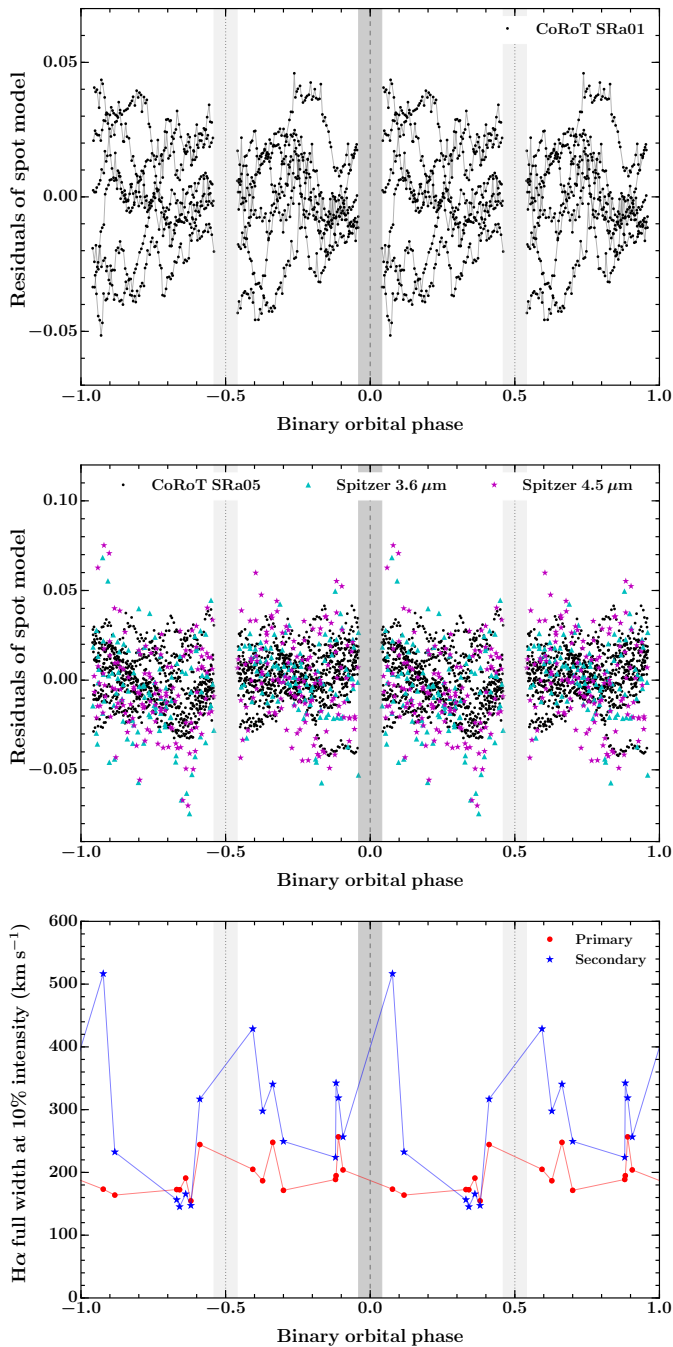 CoRoT SRa01
0.05
0.00
−0.05
Residuals of spot model
−1.0 −0.5 0.0 0.5 1.0
Binary orbital phase
CoRoT SRa05 Spitzer 3.6 μm Spitzer 4.5 μm
0.10
0.05
0.00
−0.05
Residuals of spot model
−1.0 −0.5 0.0 0.5 1.0
Binary orbital phase
Primary
Secondary
600
500
400
300
200
100
0
Hα full width at 10% intensity (km s⁻¹)
−1.0 −0.5 0.0 0.5 1.0
Binary orbital phase